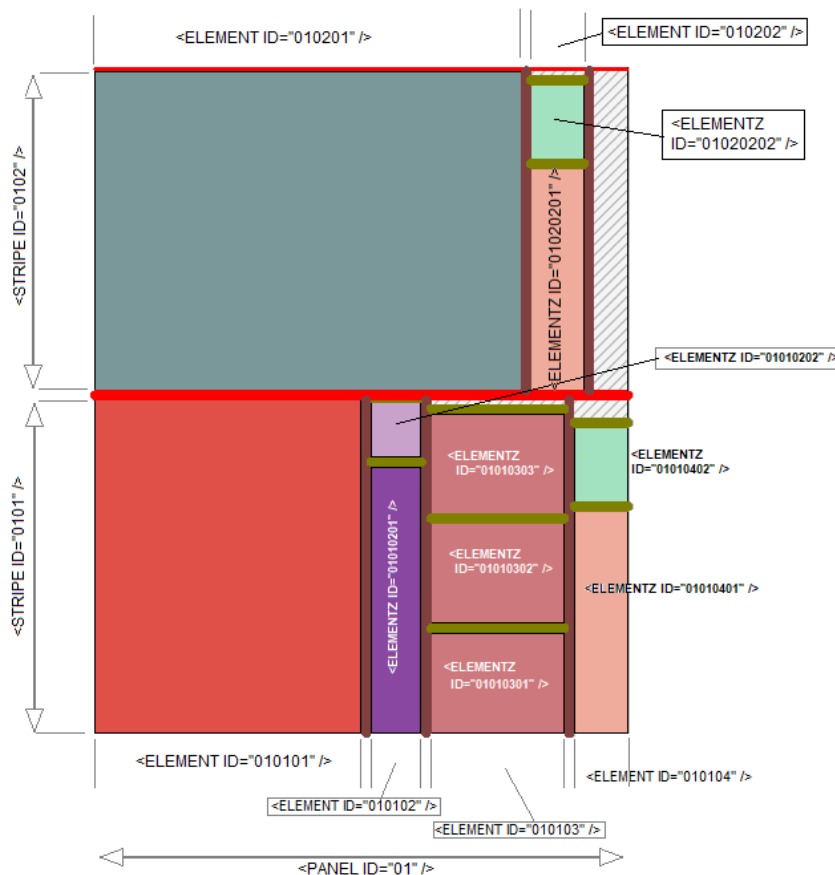 <ELEMENT ID="010201" />
<ELEMENT ID="010202" />
<ELEMENTZ
ID="01020202" />
<STRIPE ID="0102" />
<ELEMENTZ ID="01020201" />
<ELEMENTZ ID="01010202" />
<STRIPE ID="0101" />
<ELEMENTZ ID="01010201" />
<ELEMENTZ
ID="01010303" />
<ELEMENTZ
ID="01010402" />
<ELEMENTZ
ID="01010302" />
<ELEMENTZ ID="01010401" />
<ELEMENTZ
ID="01010301" />
<ELEMENT ID="010101" />
<ELEMENT ID="010104" />
<ELEMENT ID="010102" />
<ELEMENT ID="010103" />
<PANEL ID="01" />